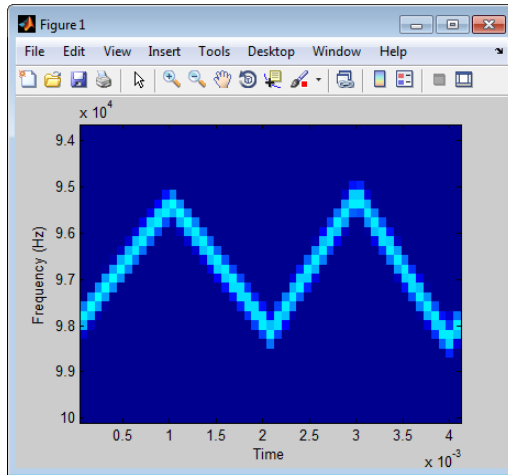 Figure 1
File Edit View Insert Tools Desktop Window Help
x 10^4
9.4
9.5
9.6
9.7
9.8
9.9
10
Frequency (Hz)
0.5 1 1.5 2 2.5 3 3.5 4
Time
x 10^-3